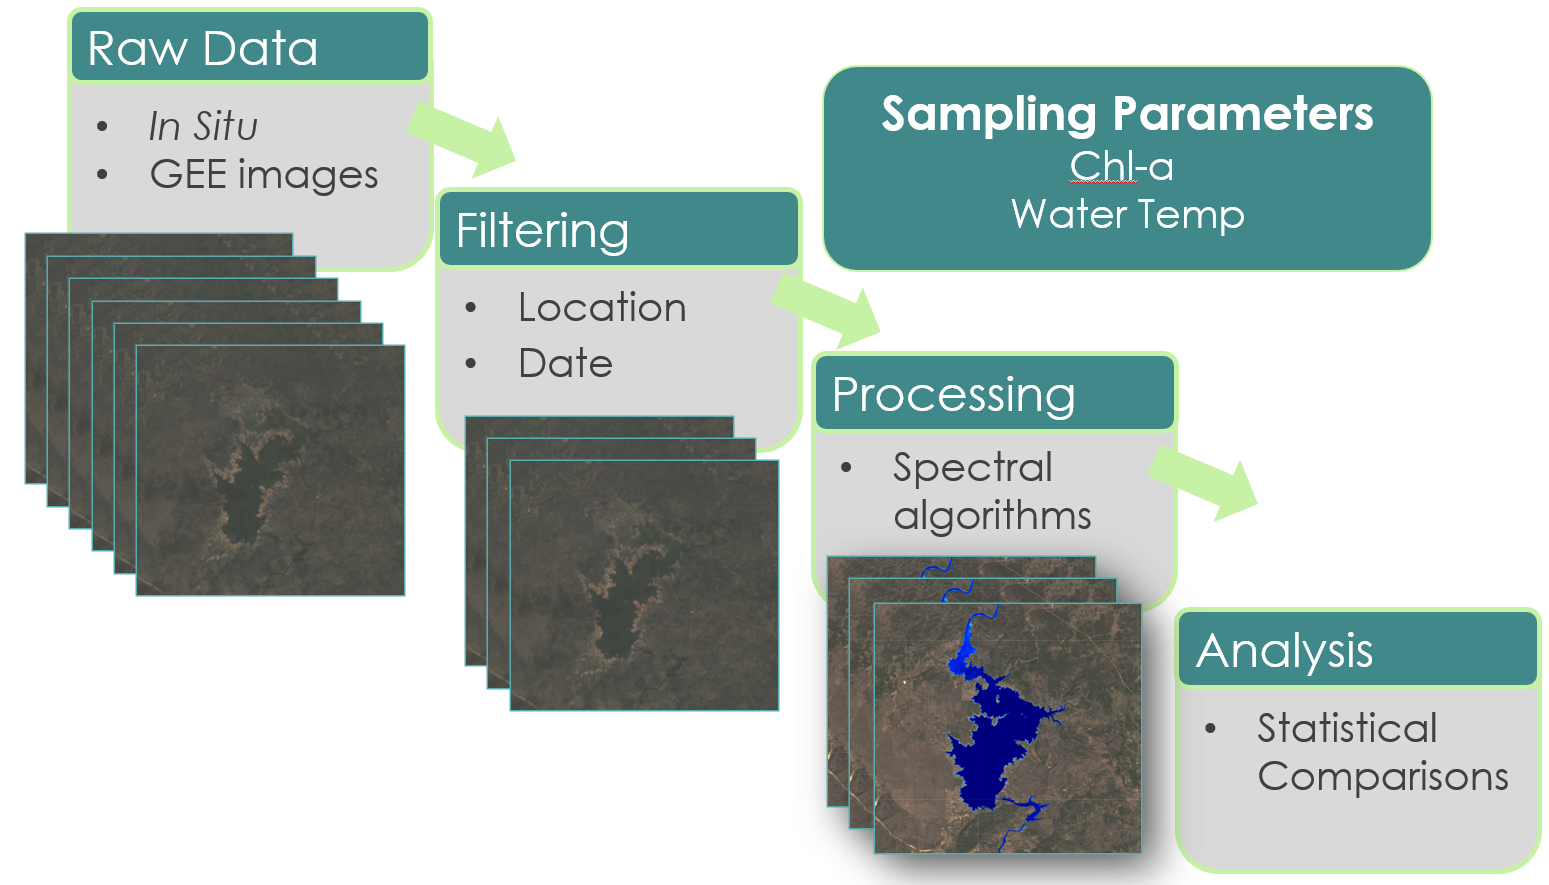 Raw Data
• In Situ
• GEE images
Sampling Parameters
Chl-a
Water Temp
Filtering
• Location
• Date
Processing
• Spectral
algorithms
Analysis
• Statistical
Comparisons